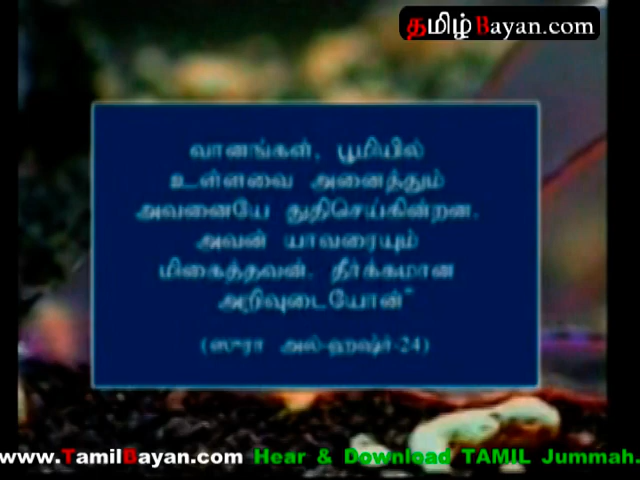 தமிழ்Bayan.com
வானங்கள், பூமியில்
உள்ளவை அனைத்தும்
அவனையே துதிசெய்கின்றன.
அவன் யாவரையும்
மிகைத்தவன். தீர்க்கமான
அறிவுடையோன்"
(ஸுரா அல்-ஹஷ்ர்-24)
www.TamilBayan.com Hear & Download TAMIL Jummah.